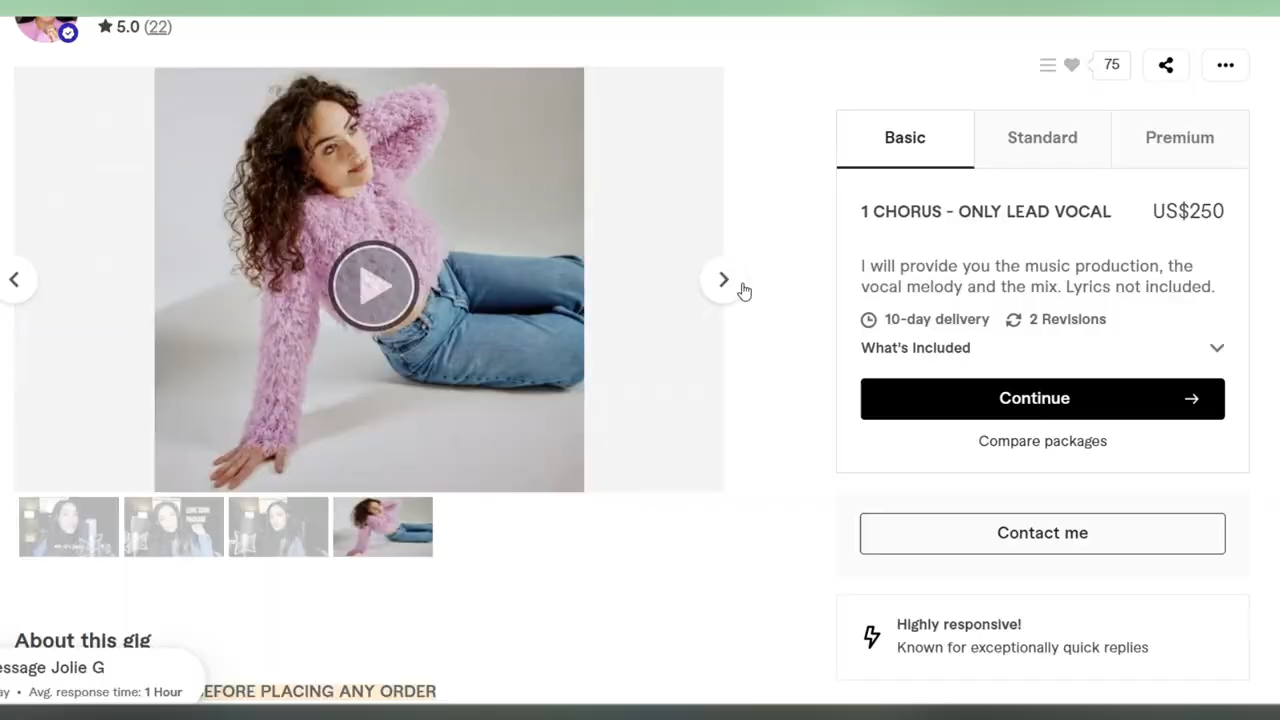 5.0 (22)
75
Basic
Standard
Premium
1 CHORUS - ONLY LEAD VOCAL
US$250
I will provide you the music production, the
vocal melody and the mix. Lyrics not included.
10-day delivery
2 Revisions
What's Included
Continue
Compare packages
Contact me
Highly responsive!
Known for exceptionally quick replies
About this gig
essage Jolie G
ay • Avg. response time: 1 Hour
EFORE PLACING ANY ORDER